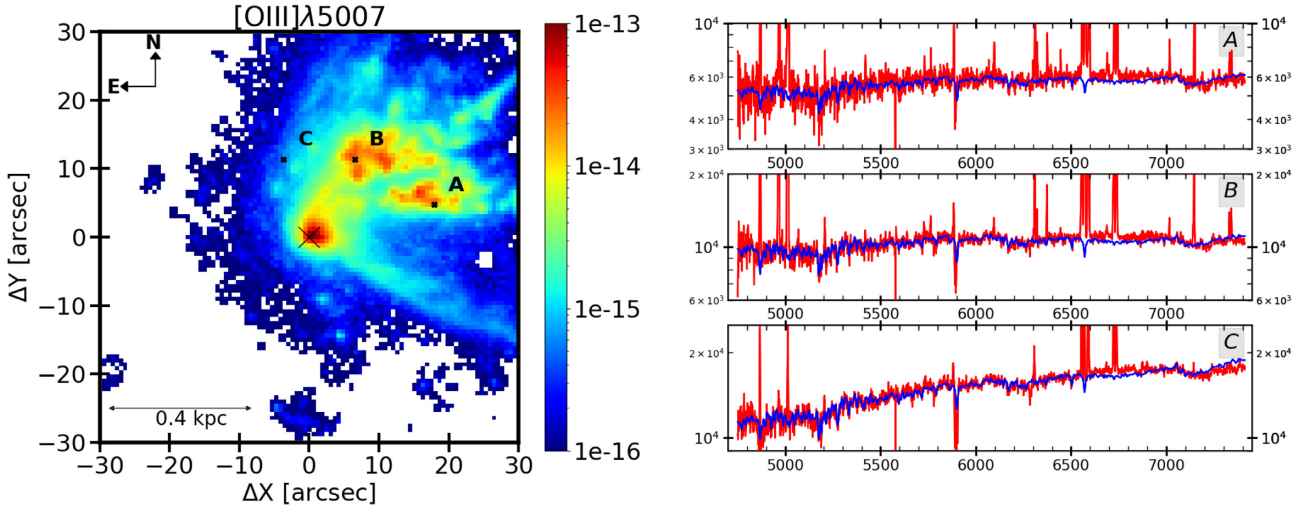 [OIII]λ5007
30
20
10
0
−10
−20
−30
−30 −20 −10 0 10 20 30
ΔY [arcsec]
ΔX [arcsec]
N
E
C
B
A
0.4 kpc
1e-13
1e-14
1e-15
1e-16
A
10⁴
6 × 10³
4 × 10³
3 × 10³
10⁴
6 × 10³
4 × 10³
3 × 10³
5000 5500 6000 6500 7000
B
2 × 10⁴
10⁴
6 × 10³
2 × 10⁴
10⁴
6 × 10³
5000 5500 6000 6500 7000
C
2 × 10⁴
10⁴
2 × 10⁴
10⁴
5000 5500 6000 6500 7000